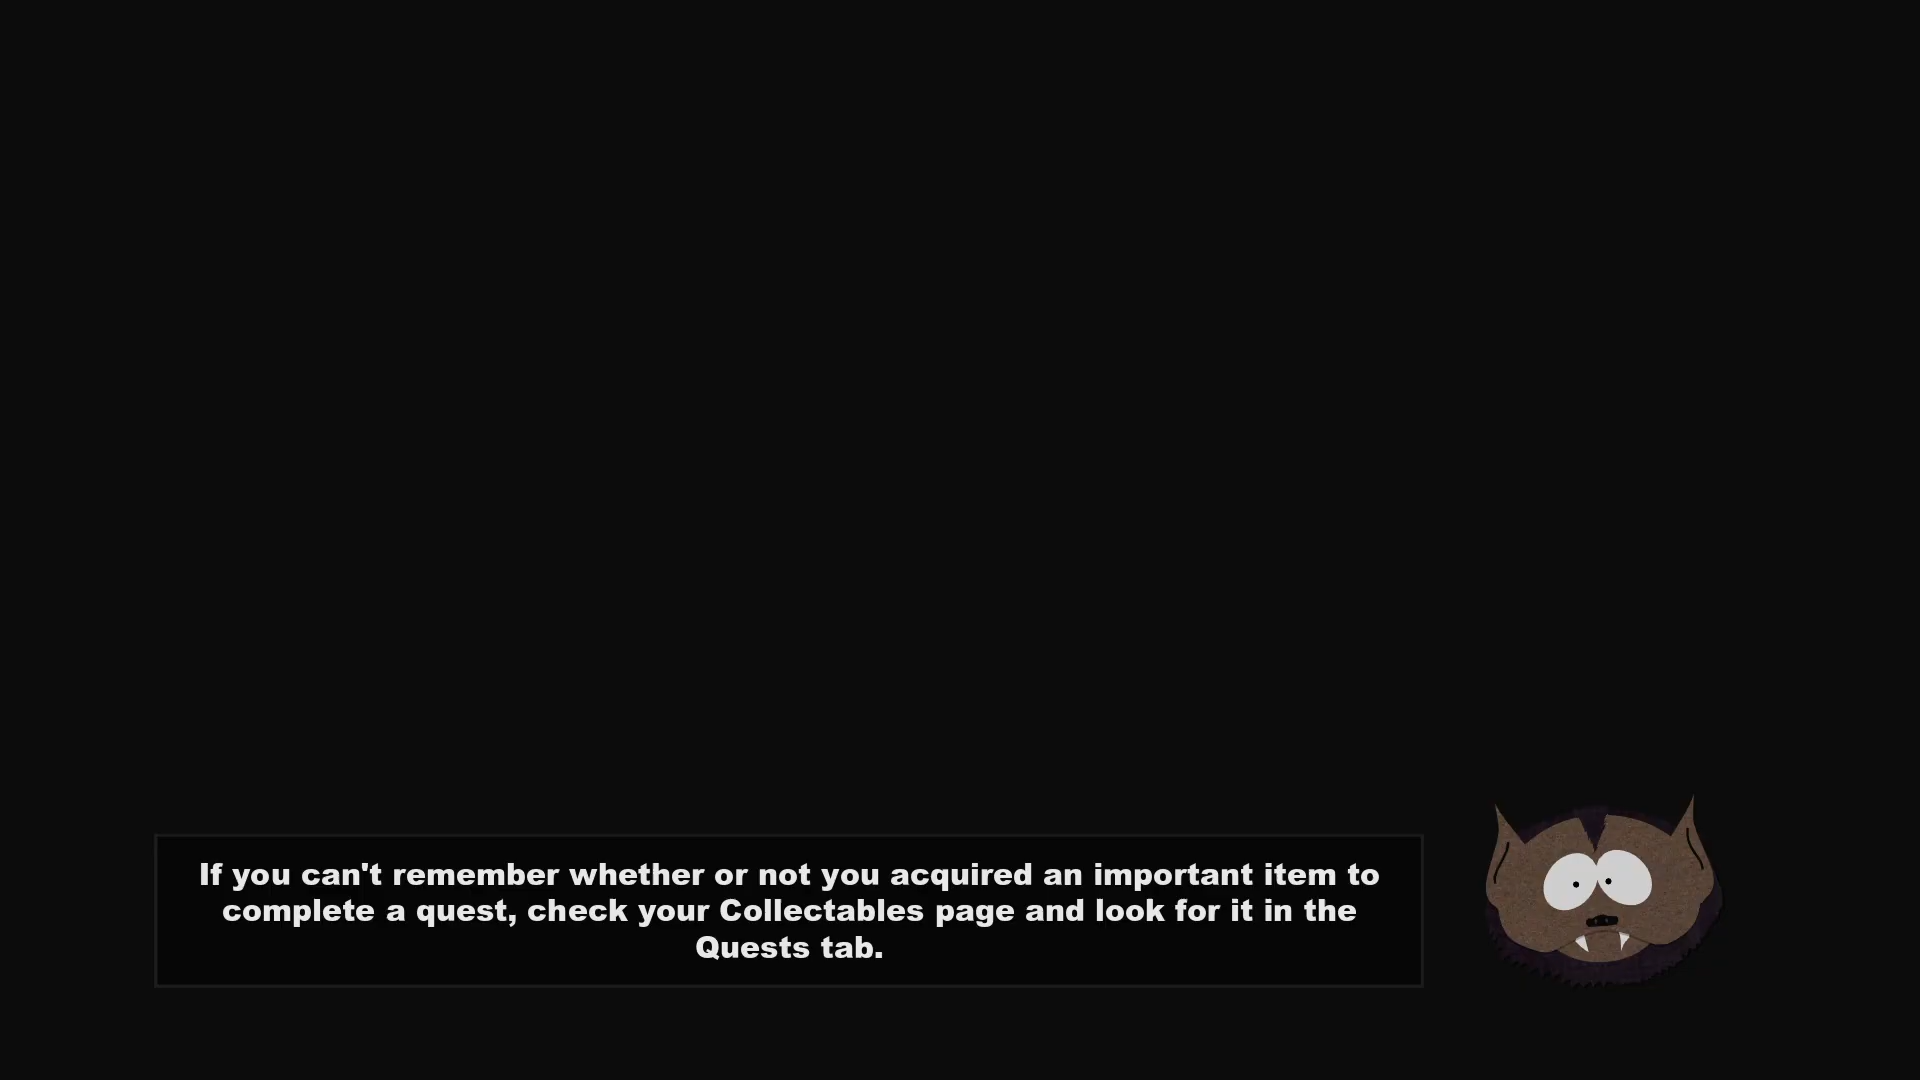 If you can't remember whether or not you acquired an important item to
complete a quest, check your Collectables page and look for it in the
Quests tab.